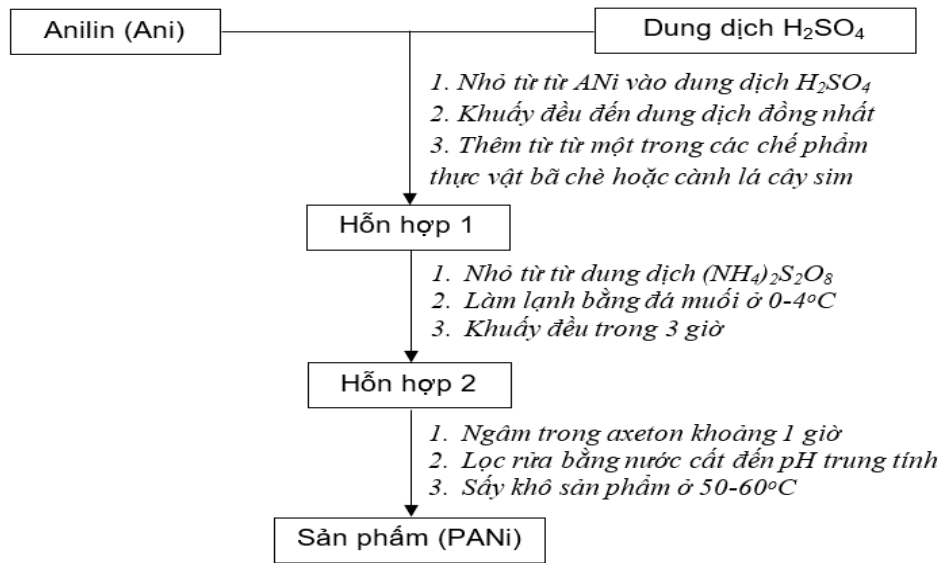 Anilin (Ani)
Dung dịch H₂SO₄
1. Nhỏ từ từ ANi vào dung dịch H₂SO₄
2. Khuấy đều đến dung dịch đồng nhất
3. Thêm từ từ một trong các chế phẩm
thực vật bã chè hoặc cành lá cây sim
Hỗn hợp 1
1. Nhỏ từ từ dung dịch (NH₄)₂S₂O₈
2. Làm lạnh bằng đá muối ở 0-4ᵒC
3. Khuấy đều trong 3 giờ
Hỗn hợp 2
1. Ngâm trong axeton khoảng 1 giờ
2. Lọc rửa bằng nước cất đến pH trung tính
3. Sấy khô sản phẩm ở 50-60ᵒC
Sản phẩm (PANi)